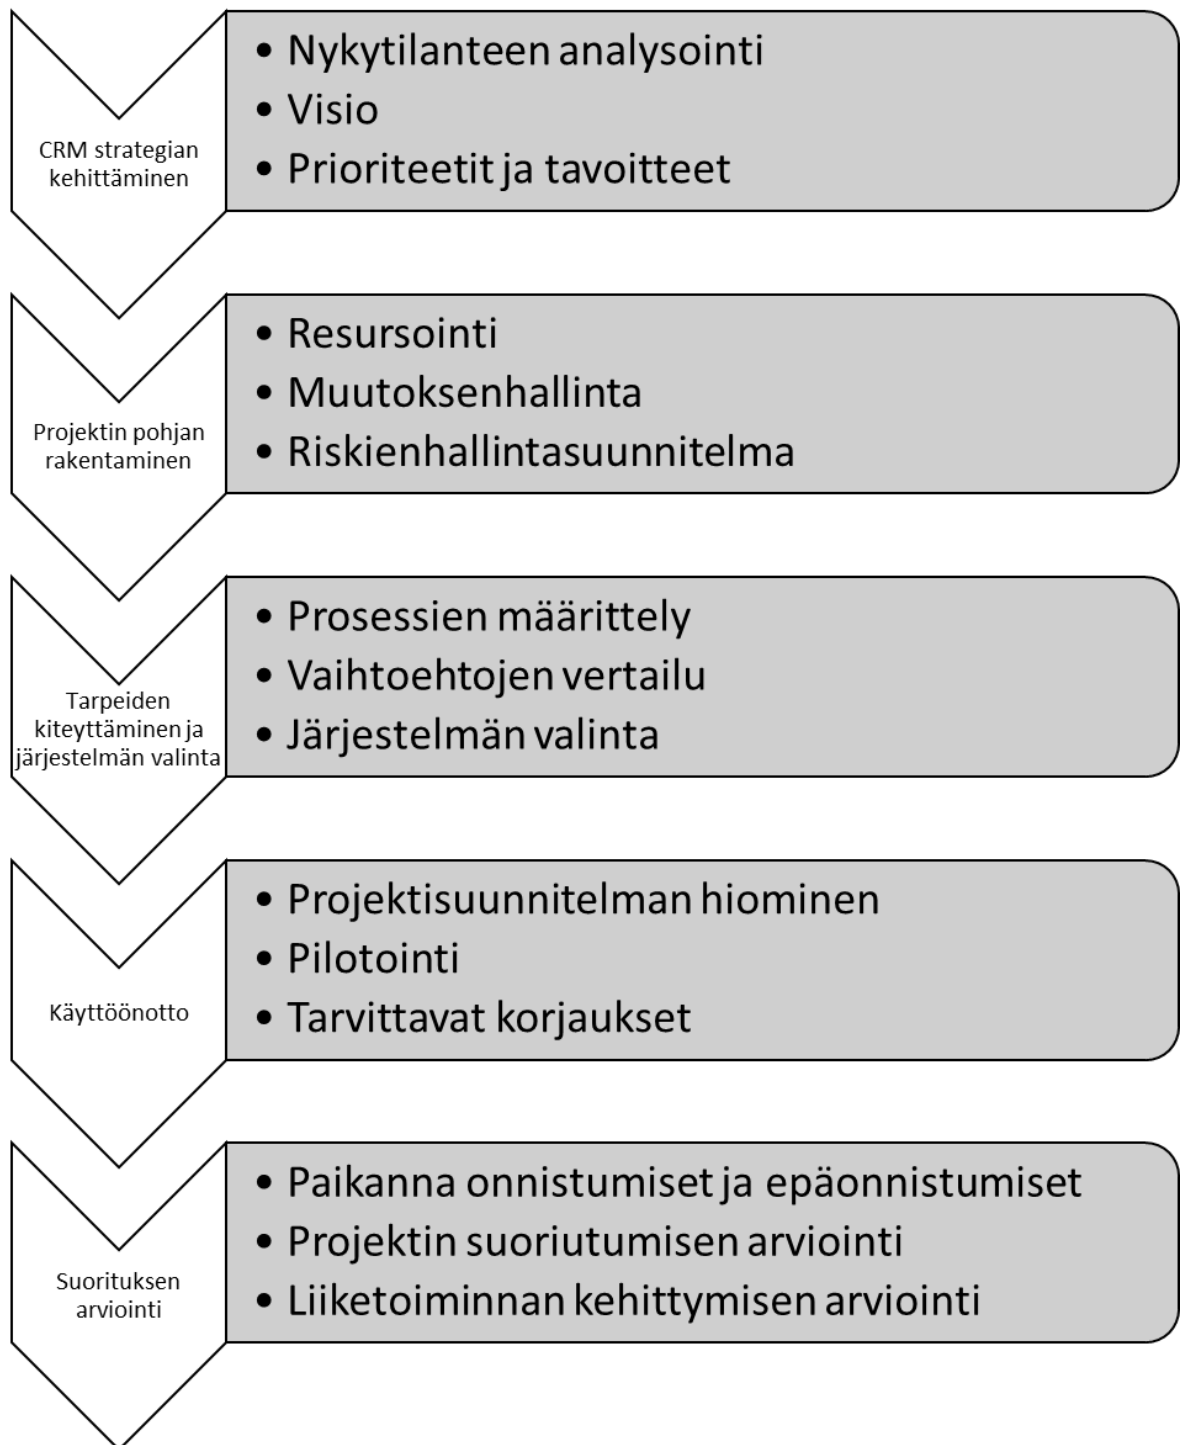 CRM strategian
kehittäminen
• Nykytilanteen analysointi
• Visio
• Prioriteetit ja tavoitteet
Projektin pohjan
rakentaminen
• Resursointi
• Muutoksenhallinta
• Riskienhallintasuunnitelma
Tarpeiden
kiteyttäminen ja
järjestelmän valinta
• Prosessien määrittely
• Vaihtoehtojen vertailu
• Järjestelmän valinta
Käyttöönotto
• Projektisuunnitelman hiominen
• Pilotointi
• Tarvittavat korjaukset
Suorituksen
arviointi
• Paikanna onnistumiset ja epäonnistumiset
• Projektin suoriutumisen arviointi
• Liiketoiminnan kehittymisen arviointi